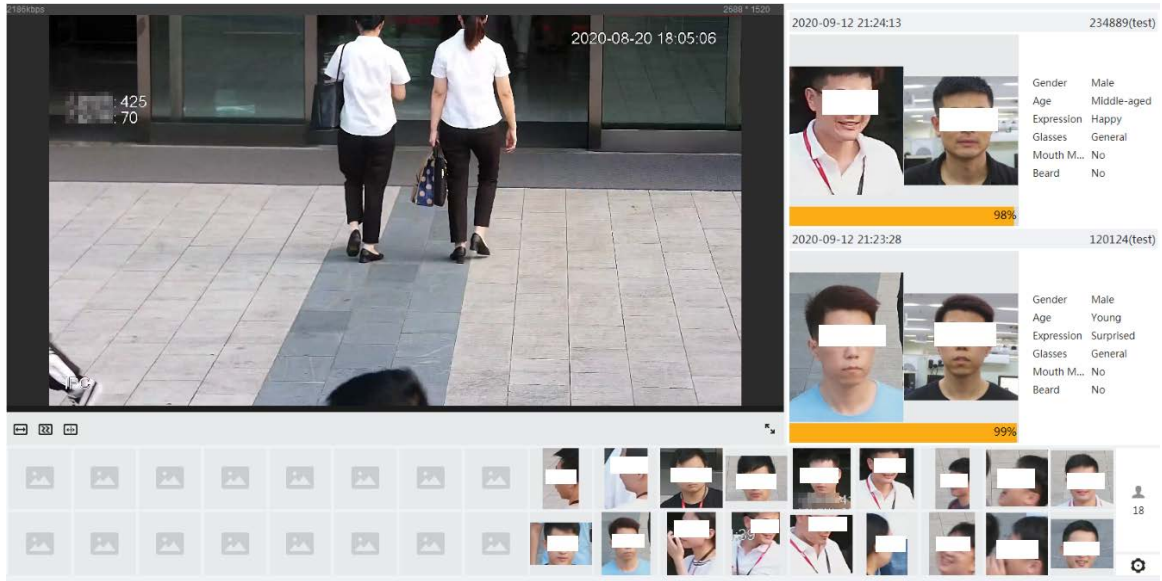 2186kbps
2688 * 1520
2020-08-20 18:05:06
: 425
: 70
IPC
2020-09-12 21:24:13 234889(test)
Gender Male
Age Middle-aged
Expression Happy
Glasses General
Mouth M... No
Beard No
98%
2020-09-12 21:23:28 120124(test)
Gender Male
Age Young
Expression Surprised
Glasses General
Mouth M... No
Beard No
99%
18